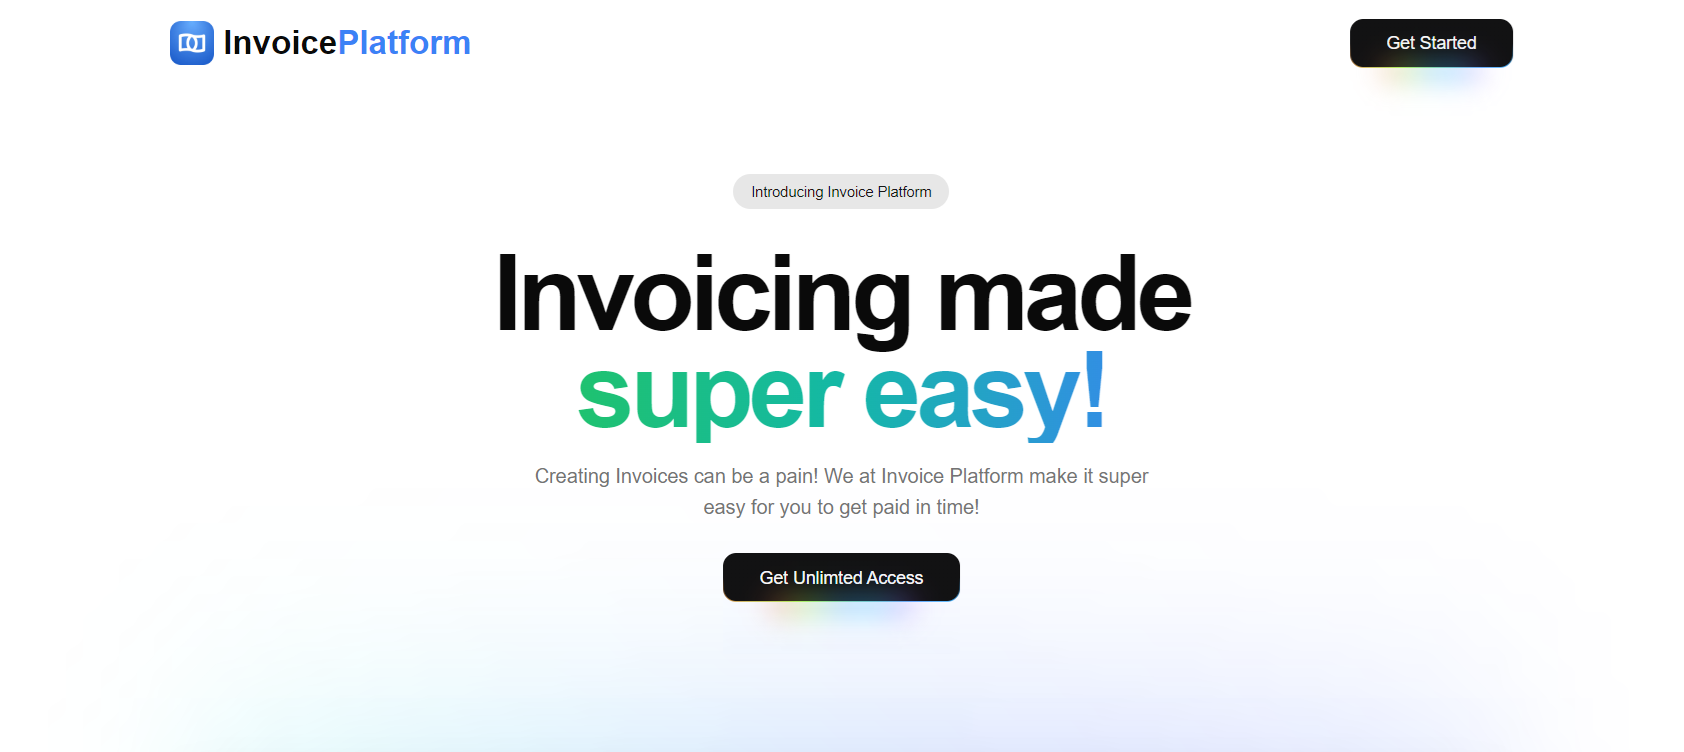 InvoicePlatform
Get Started
Introducing Invoice Platform
Invoicing made
super easy!
Creating Invoices can be a pain! We at Invoice Platform make it super
easy for you to get paid in time!
Get Unlimted Access